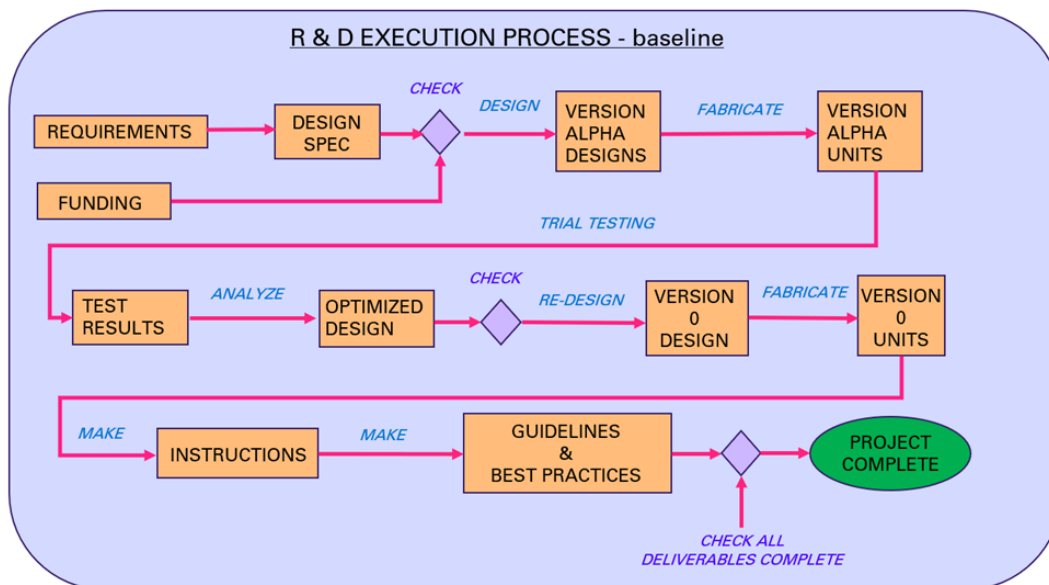 R & D EXECUTION PROCESS - baseline
CHECK
DESIGN
FABRICATE
REQUIREMENTS
DESIGN
SPEC
VERSION
ALPHA
DESIGNS
VERSION
ALPHA
UNITS
FUNDING
TRIAL TESTING
TEST
RESULTS
ANALYZE
OPTIMIZED
DESIGN
CHECK
RE-DESIGN
VERSION
0
DESIGN
FABRICATE
VERSION
0
UNITS
MAKE
INSTRUCTIONS
MAKE
GUIDELINES
&
BEST PRACTICES
PROJECT
COMPLETE
CHECK ALL
DELIVERABLES COMPLETE